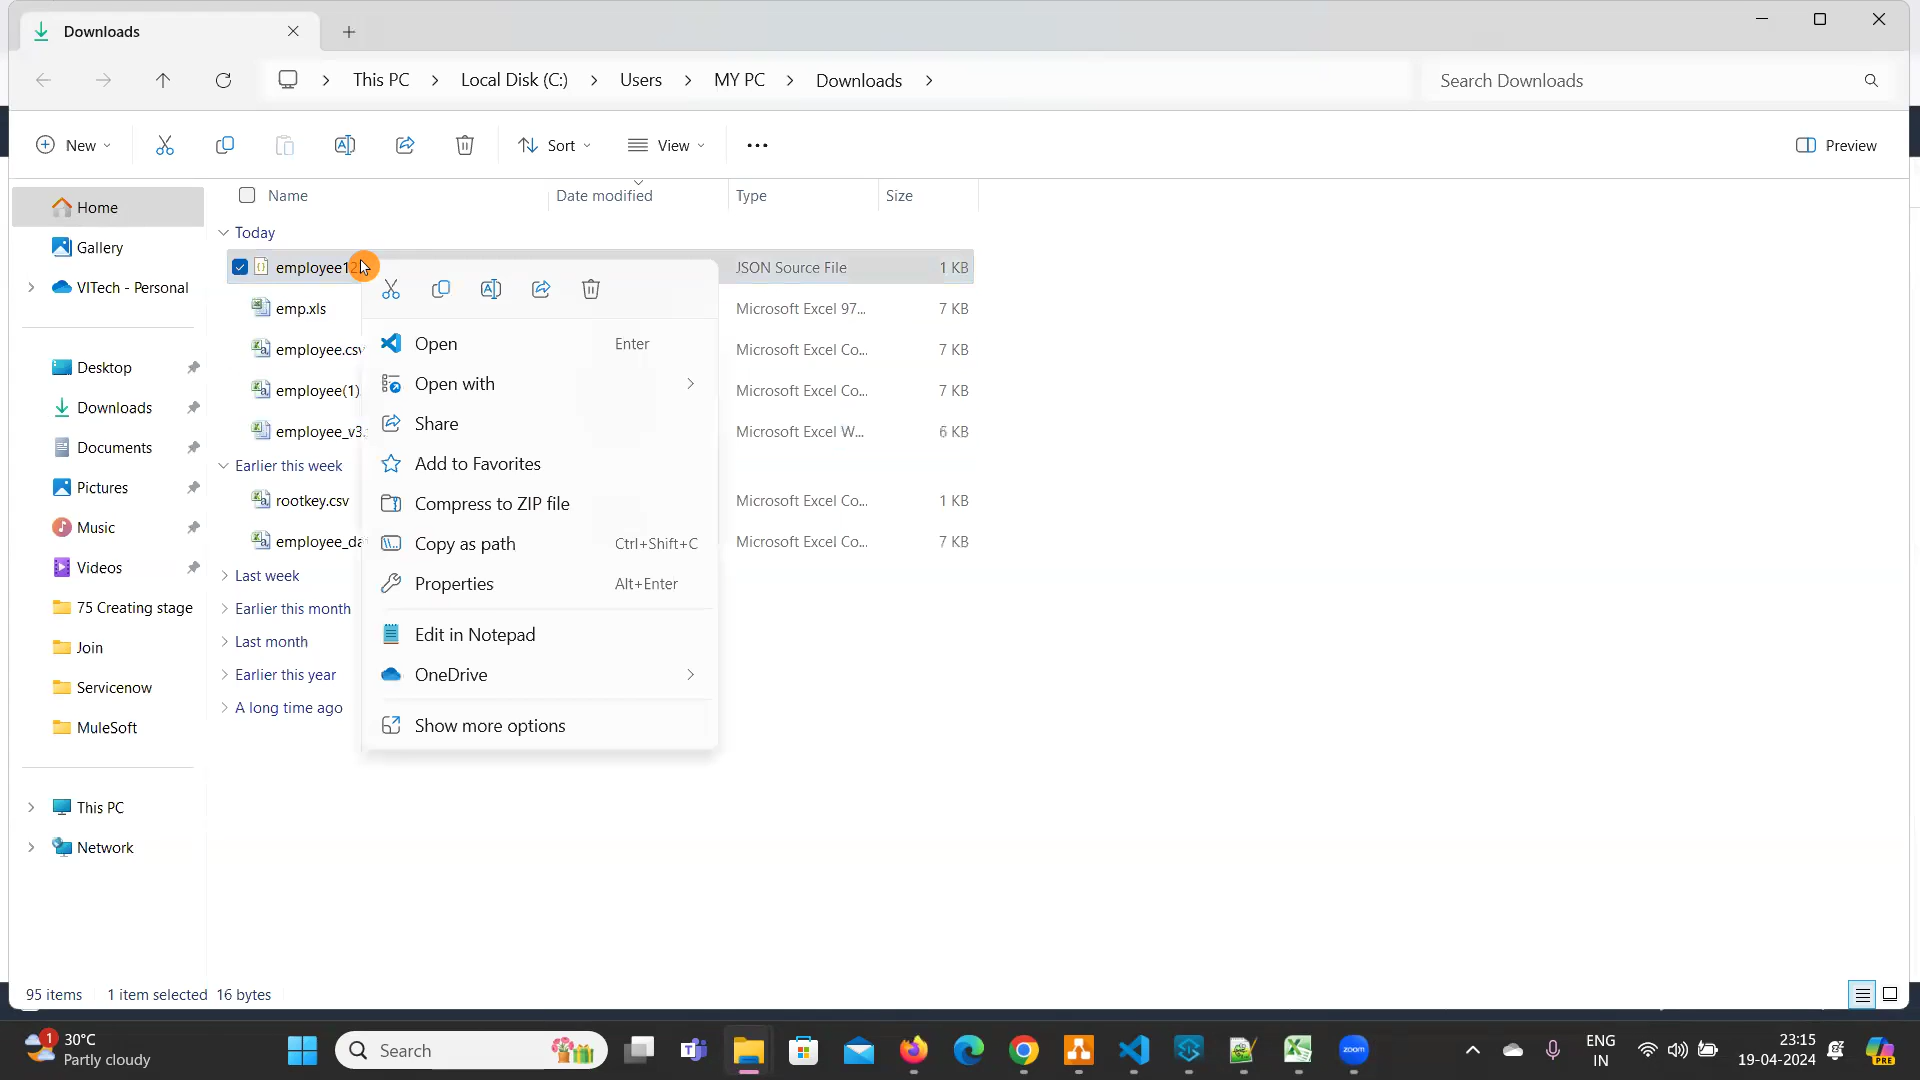 Downloads
This PC
Local Disk (C:)
Users
MY PC
Downloads
Search Downloads
New
Sort
View
Preview
Name
Date modified
Type
Size
Home
Gallery
VITech - Personal
Desktop
Downloads
Documents
Pictures
Music
Videos
75 Creating stage
Join
Servicenow
MuleSoft
This PC
Network
Today
JSON Source File 1 KB
emp.xls Microsoft Excel 97... 7 KB
employee.csv Microsoft Excel Co... 7 KB
employee(1) Microsoft Excel Co... 7 KB
employee_v3. Microsoft Excel W... 6 KB
Earlier this week
rootkey.csv Microsoft Excel Co... 1 KB
Microsoft Excel Co... 7 KB
Last week
Earlier this month
Last month
Earlier this year
A long time ago
Open Enter
Open with
Share
Add to Favorites
Compress to ZIP file
Copy as path Ctrl+Shift+C
Properties Alt+Enter
Edit in Notepad
OneDrive
Show more options
95 items 1 item selected 16 bytes
1
30°C
Partly cloudy
Search
zoom
ENG
IN
23:15
19-04-2024
PRE